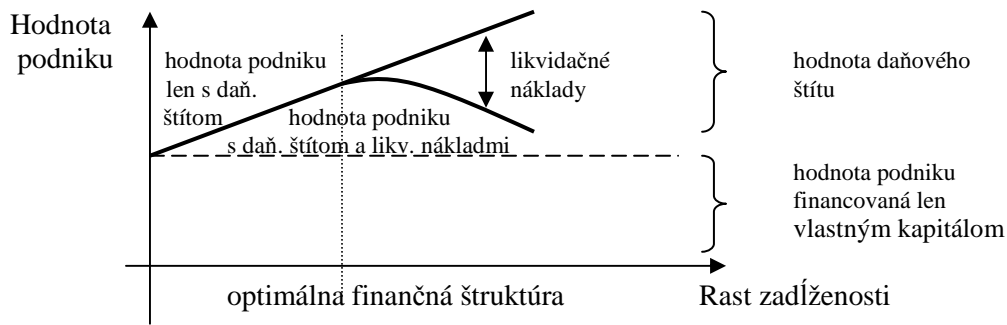 Hodnota
podniku
hodnota podniku
len s daň.
štítom
hodnota podniku
s daň. štítom a likv. nákladmi
likvidačné
náklady
hodnota daňového
štítu
hodnota podniku
financovaná len
vlastným kapitálom
optimálna finančná štruktúra
Rast zadĺženosti